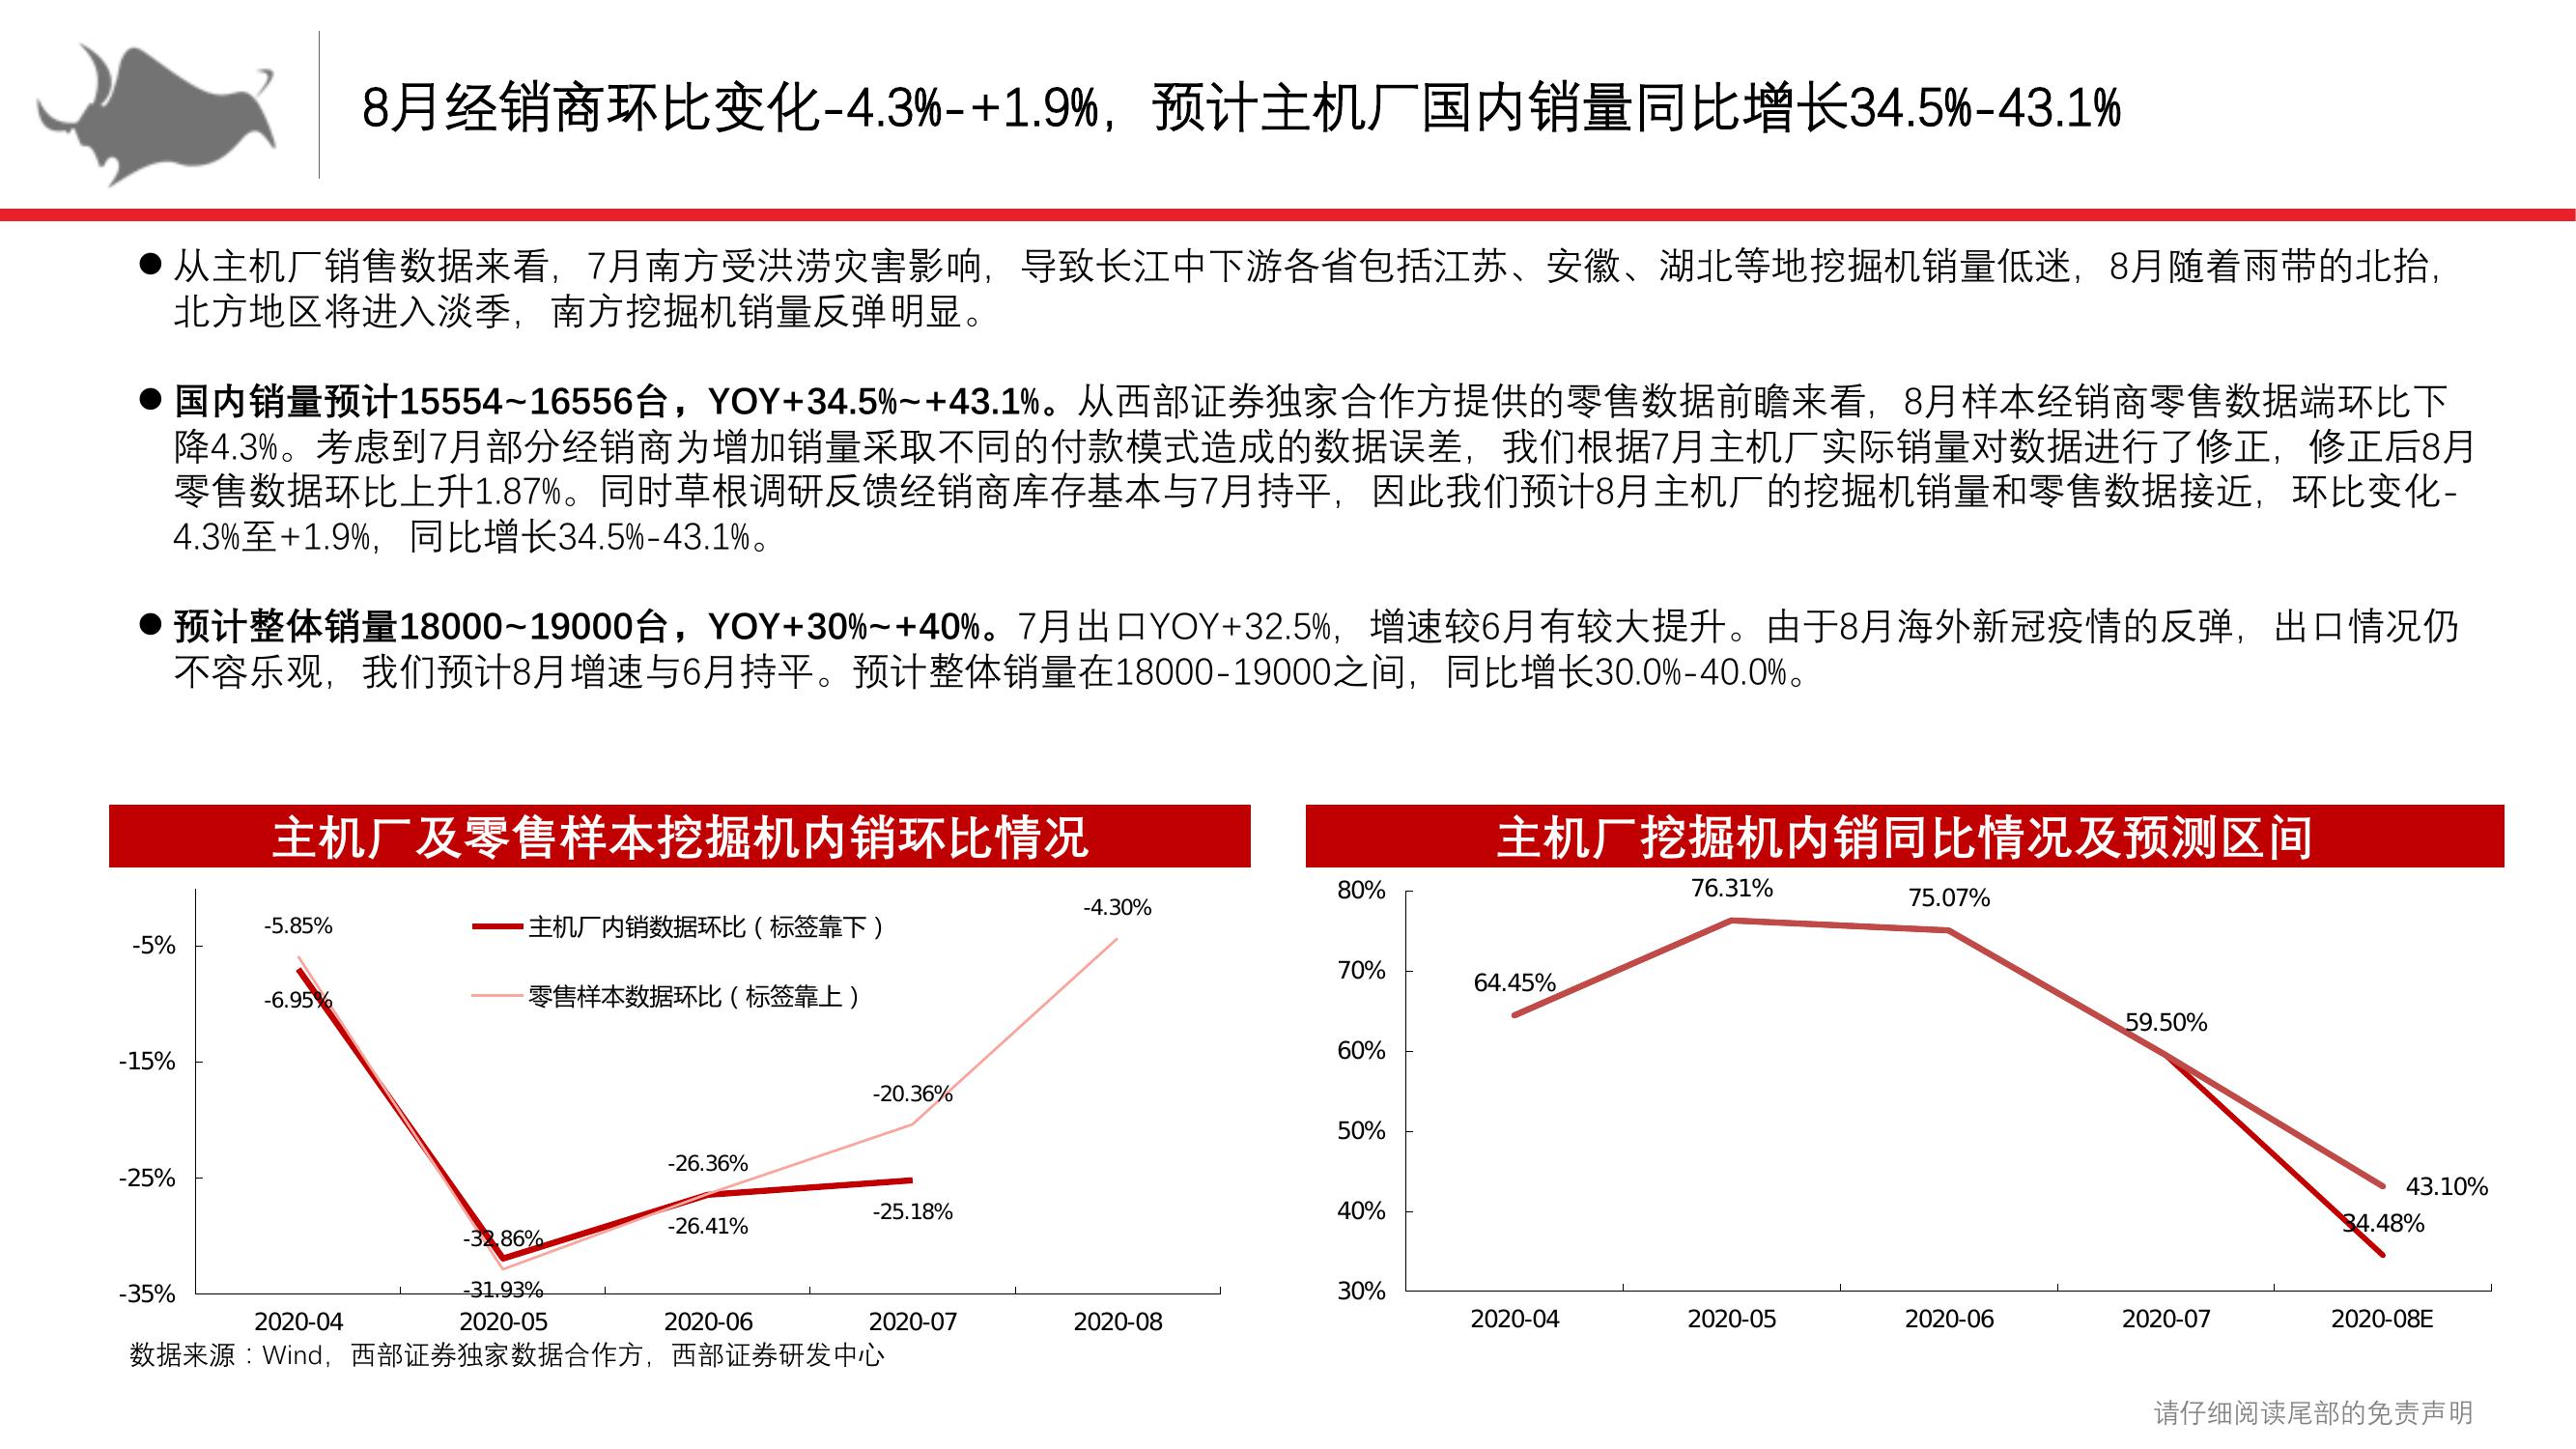 8月经销商环比变化-4.3%-+1.9%，预计主机厂国内销量同比增长34.5%-43.1%
●从主机厂销售数据来看，7月南方受洪涝灾害影响，导致长江中下游各省包括江苏、安徽、湖北等地挖掘机销量低迷，8月随着雨带的北抬，
北方地区将进入淡季，南方挖掘机销量反弹明显。
●国内销量预计15554~16556台，YOY+34.5%~+43.1%。从西部证券独家合作方提供的零售数据前瞻来看，8月样本经销商零售数据端环比下
降4.3%。考虑到7月部分经销商为增加销量采取不同的付款模式造成的数据误差，我们根据7月主机厂实际销量对数据进行了修正，修正后8月
零售数据环比上升1.87%。同时草根调研反馈经销商库存基本与7月持平，因此我们预计8月主机厂的挖掘机销量和零售数据接近，环比变化-
4.3%至+1.9%，同比增长34.5%-43.1%。
●预计整体销量18000~19000台，YOY+30%~+40%。7月出口YOY+32.5%，增速较6月有较大提升。由于8月海外新冠疫情的反弹，出口情况仍
不容乐观，我们预计8月增速与6月持平。预计整体销量在18000-19000之间，同比增长30.0%-40.0%。
主机厂及零售样本挖掘机内销环比情况
-5%
-15%
-25%
-35%
主机厂内销数据环比（标签靠下）
零售样本数据环比（标签靠上）
-5.85%
-6.95%
-32.86%
-31.93%
-26.36%
-26.41%
-20.36%
-25.18%
-4.30%
2020-04
2020-05
2020-06
2020-07
2020-08
主机厂挖掘机内销同比情况及预测区间
80%
70%
60%
50%
40%
30%
64.45%
76.31%
75.07%
59.50%
43.10%
34.48%
2020-04
2020-05
2020-06
2020-07
2020-08E
数据来源：Wind，西部证券独家数据合作方，西部证券研发中心
请仔细阅读尾部的免责声明